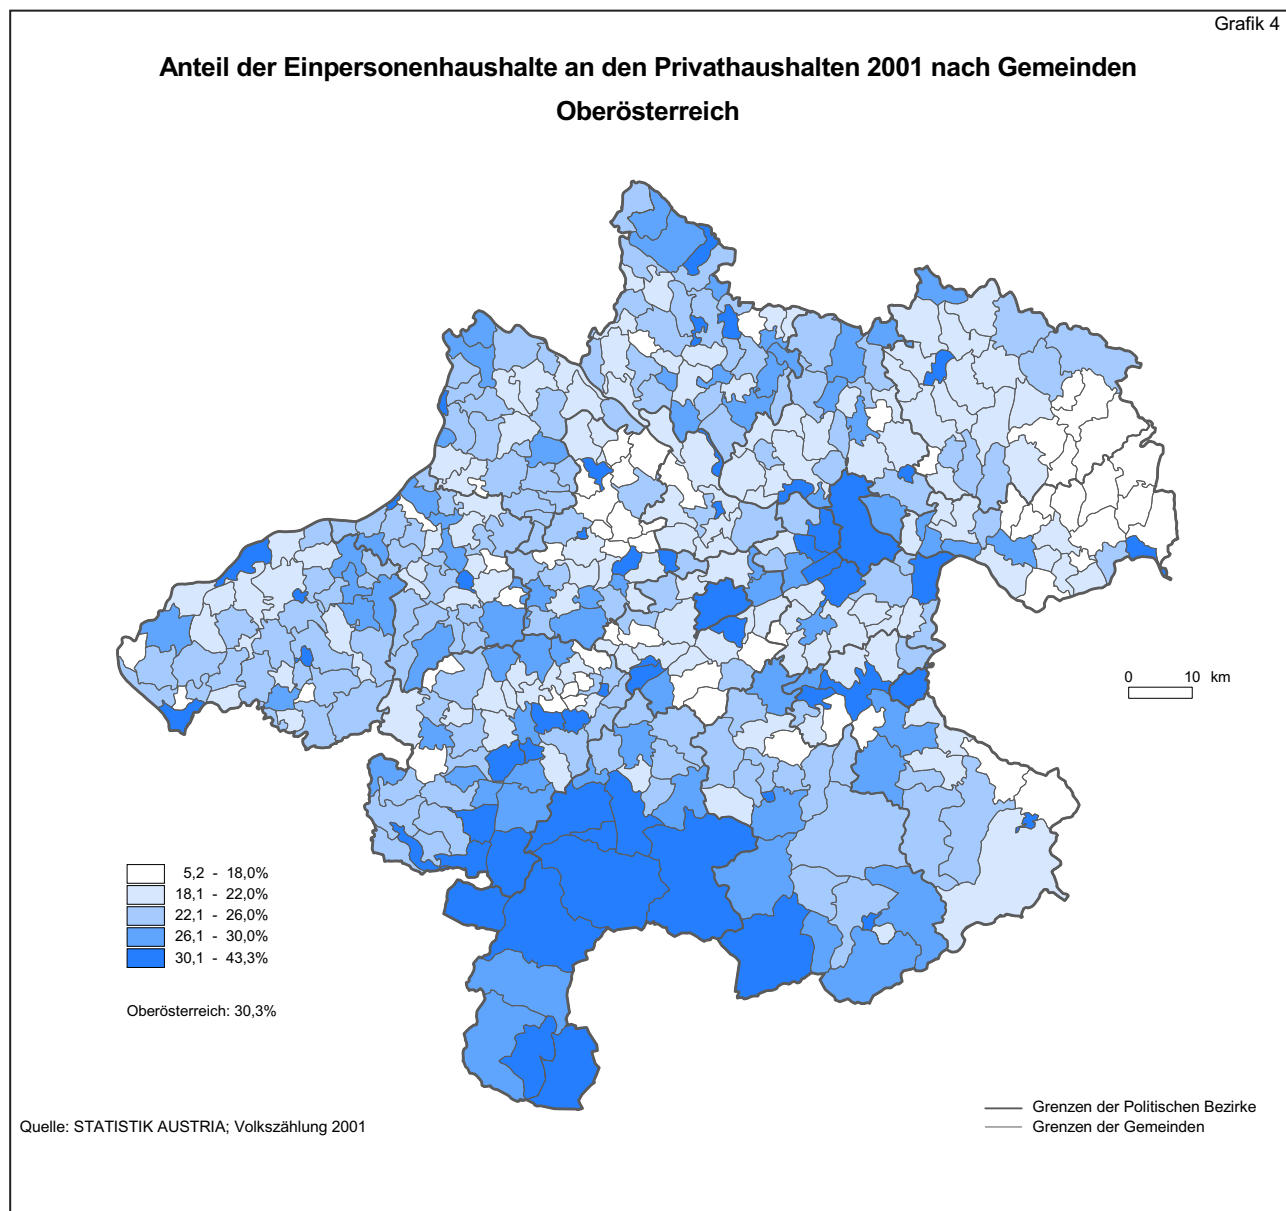 Grafik 4
Anteil der Einpersonenhaushalte an den Privathaushalten 2001 nach Gemeinden
Oberösterreich
0 10 km
5,2 - 18,0%
18,1 - 22,0%
22,1 - 26,0%
26,1 - 30,0%
30,1 - 43,3%
Oberösterreich: 30,3%
Grenzen der Politischen Bezirke
Grenzen der Gemeinden
Quelle: STATISTIK AUSTRIA; Volkszählung 2001